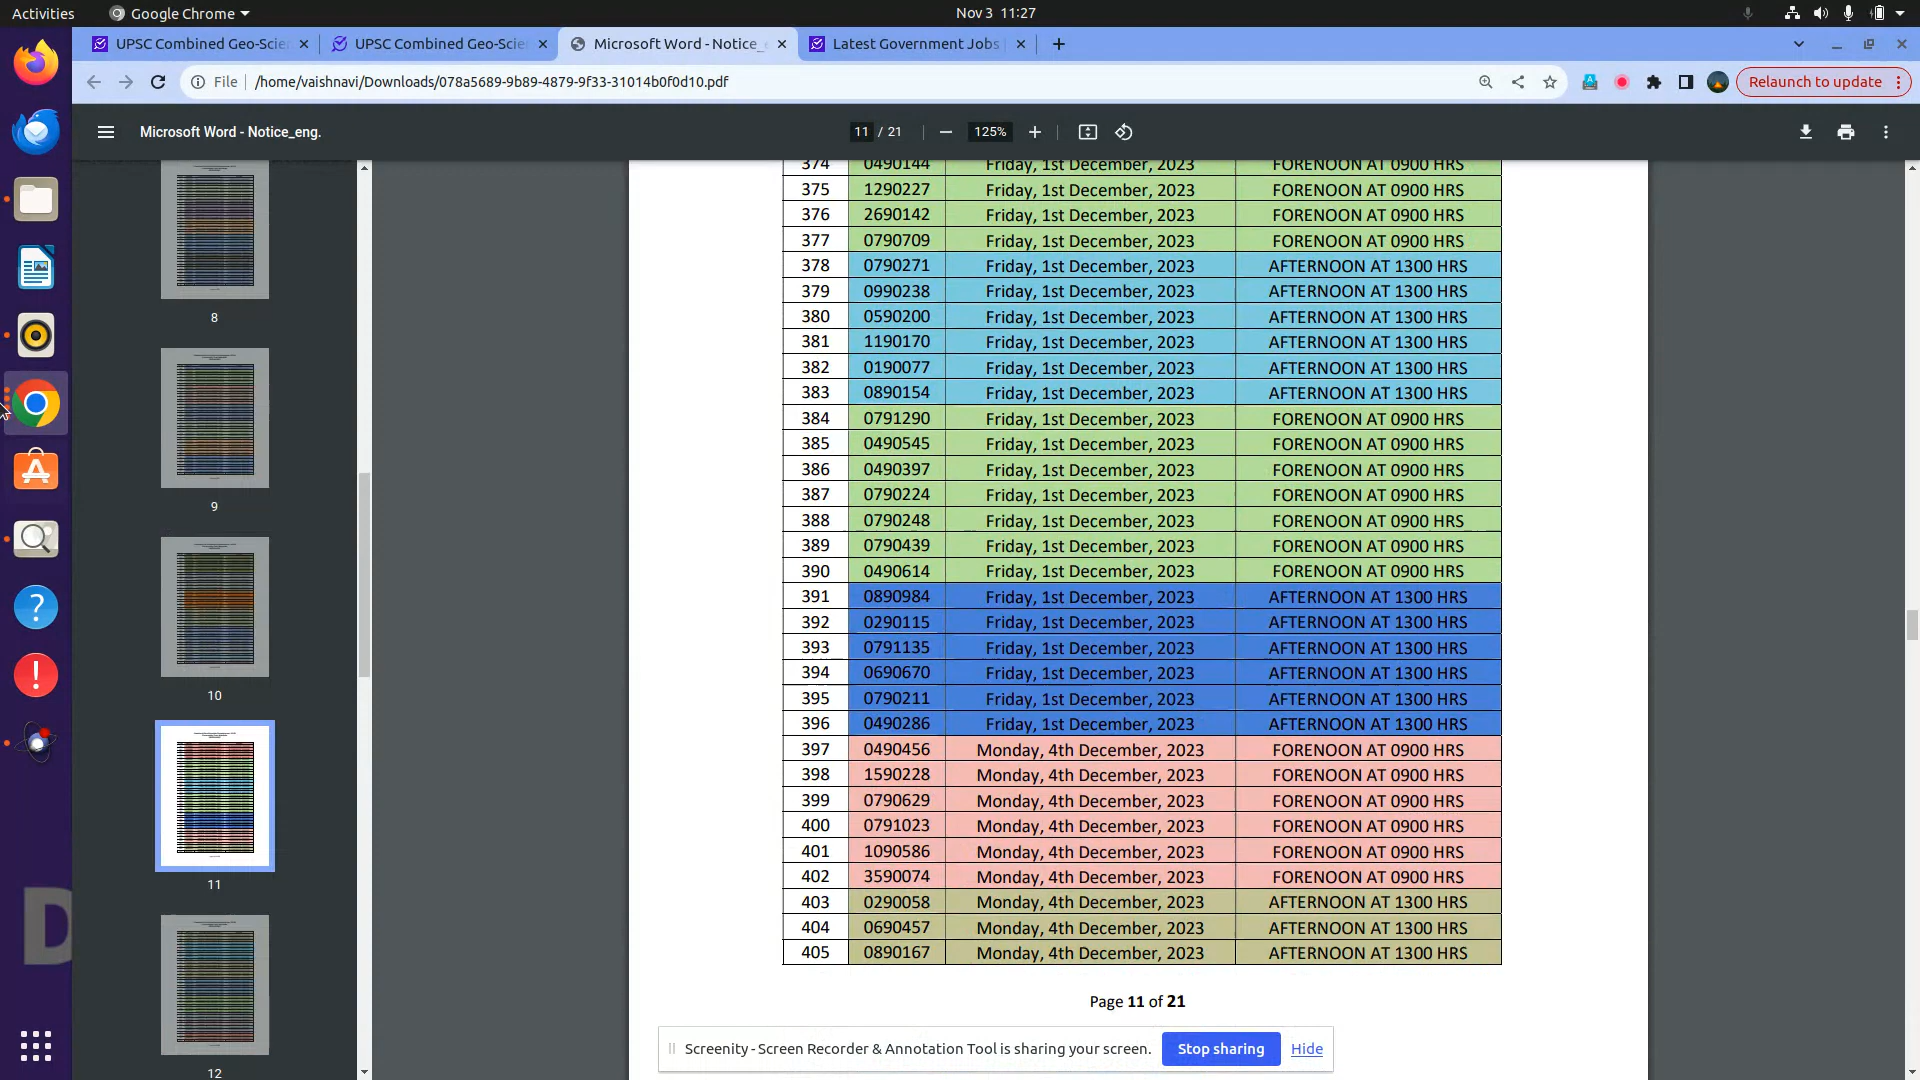 Activities
Google Chrome
Nov 3 11:27
UPSC Combined Geo-Scie
UPSC Combined Geo-Scie
Microsoft Word - Notice_
Latest Government Jobs
File /home/vaishnavi/Downloads/078a5689-9b89-4879-9f33-31014b0f0d10.pdf
Relaunch to update
Microsoft Word - Notice_eng.
11 / 21
125%
8
9
10
11
12
374 0490144 Friday, 1st December, 2023 FORENOON AT 0900 HRS
375 1290227 Friday, 1st December, 2023 FORENOON AT 0900 HRS
376 2690142 Friday, 1st December, 2023 FORENOON AT 0900 HRS
377 0790709 Friday, 1st December, 2023 FORENOON AT 0900 HRS
378 0790271 Friday, 1st December, 2023 AFTERNOON AT 1300 HRS
379 0990238 Friday, 1st December, 2023 AFTERNOON AT 1300 HRS
380 0590200 Friday, 1st December, 2023 AFTERNOON AT 1300 HRS
381 1190170 Friday, 1st December, 2023 AFTERNOON AT 1300 HRS
382 0190077 Friday, 1st December, 2023 AFTERNOON AT 1300 HRS
383 0890154 Friday, 1st December, 2023 AFTERNOON AT 1300 HRS
384 0791290 Friday, 1st December, 2023 FORENOON AT 0900 HRS
385 0490545 Friday, 1st December, 2023 FORENOON AT 0900 HRS
386 0490397 Friday, 1st December, 2023 FORENOON AT 0900 HRS
387 0790224 Friday, 1st December, 2023 FORENOON AT 0900 HRS
388 0790248 Friday, 1st December, 2023 FORENOON AT 0900 HRS
389 0790439 Friday, 1st December, 2023 FORENOON AT 0900 HRS
390 0490614 Friday, 1st December, 2023 FORENOON AT 0900 HRS
391 0890984 Friday, 1st December, 2023 AFTERNOON AT 1300 HRS
392 0290115 Friday, 1st December, 2023 AFTERNOON AT 1300 HRS
393 0791135 Friday, 1st December, 2023 AFTERNOON AT 1300 HRS
394 0690670 Friday, 1st December, 2023 AFTERNOON AT 1300 HRS
395 0790211 Friday, 1st December, 2023 AFTERNOON AT 1300 HRS
396 0490286 Friday, 1st December, 2023 AFTERNOON AT 1300 HRS
397 0490456 Monday, 4th December, 2023 FORENOON AT 0900 HRS
398 1590228 Monday, 4th December, 2023 FORENOON AT 0900 HRS
399 0790629 Monday, 4th December, 2023 FORENOON AT 0900 HRS
400 0791023 Monday, 4th December, 2023 FORENOON AT 0900 HRS
401 1090586 Monday, 4th December, 2023 FORENOON AT 0900 HRS
402 3590074 Monday, 4th December, 2023 FORENOON AT 0900 HRS
403 0290058 Monday, 4th December, 2023 AFTERNOON AT 1300 HRS
404 0690457 Monday, 4th December, 2023 AFTERNOON AT 1300 HRS
405 0890167 Monday, 4th December, 2023 AFTERNOON AT 1300 HRS
Page 11 of 21
Screenity - Screen Recorder & Annotation Tool is sharing your screen.
Stop sharing
Hide